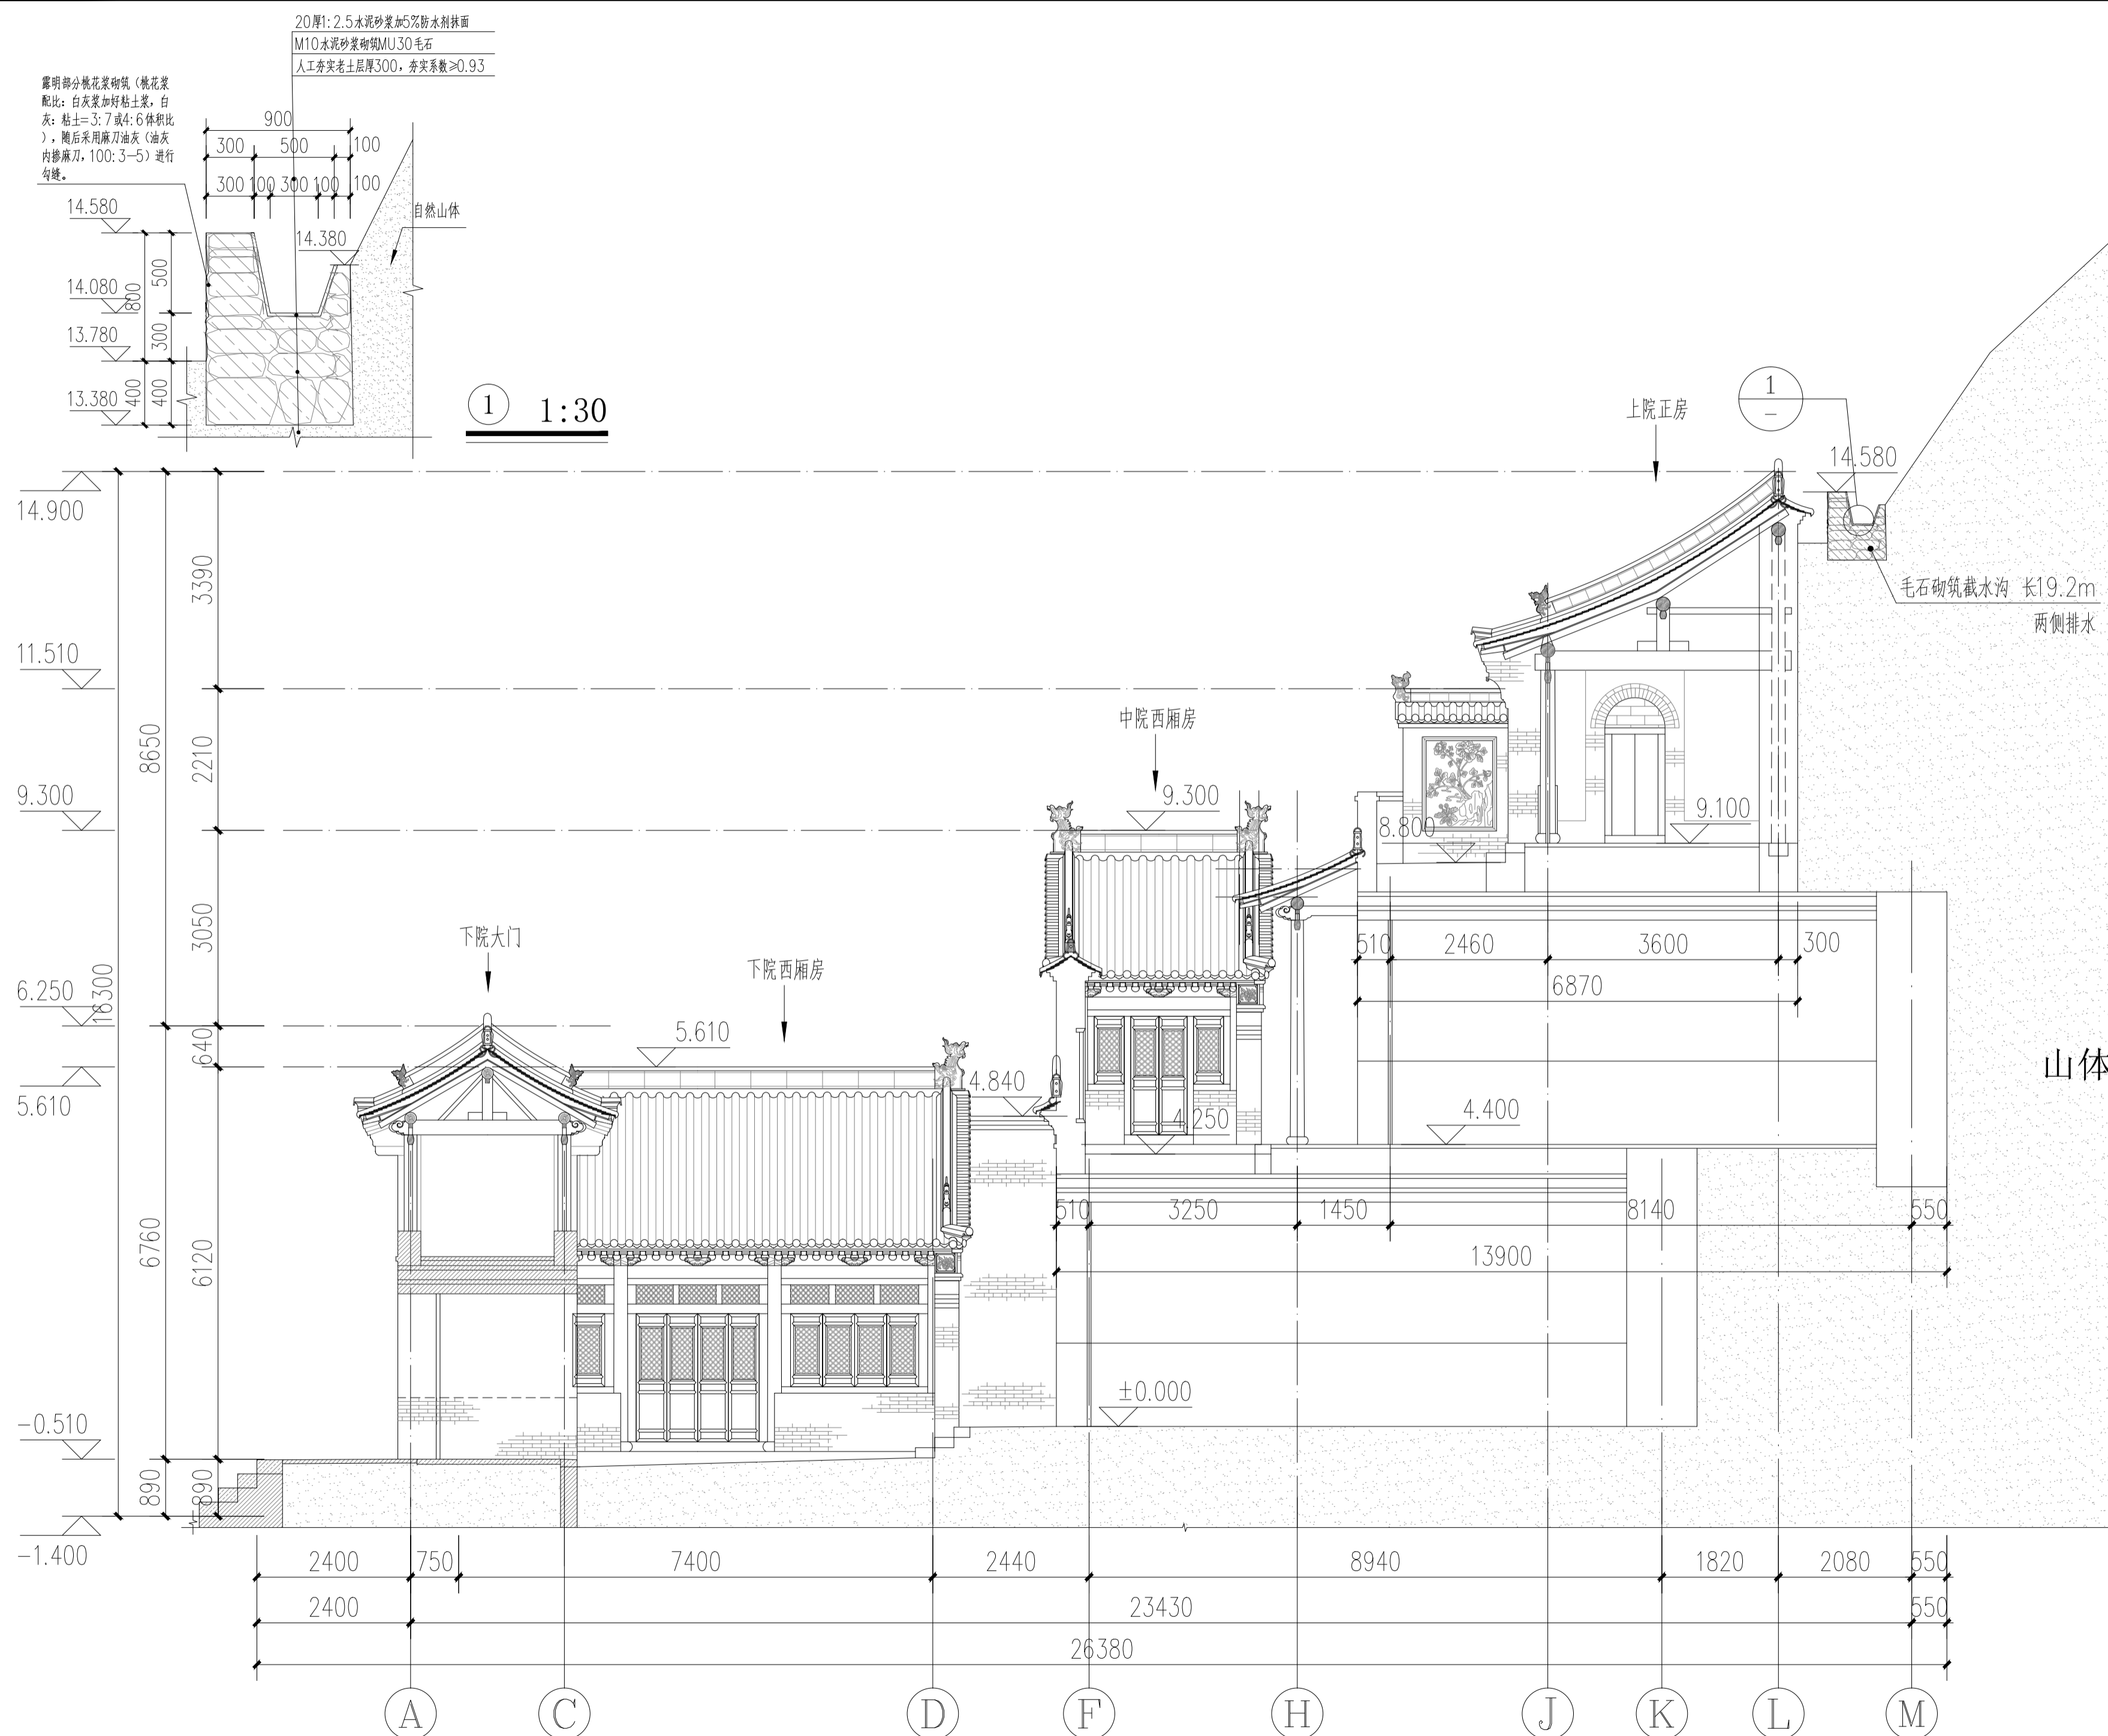 20厚1:2.5水泥砂浆加5%防水剂抹面
M10水泥砂浆砌筑MU30毛石
人工夯实老土层厚300，夯实系数≥0.93
露明部分桃花浆砌筑（桃花浆
配比：白灰浆加好粘土浆，白
灰：粘土=3:7或4:6体积比
），随后采用麻刀油灰（油灰
内掺麻刀，100:3-5）进行
勾缝。
900
300 500 100
300 100 300 100 100
自然山体
14.580
14.380
14.080
13.780
13.380
500
800
300
400 400
1 1:30
上院正房
1
-
14.580
毛石砌筑截水沟 长19.2m
两侧排水
14.900
3390
11.510
8650
2210
中院西厢房
9.300
9.300
8.800
9.100
3050
16300
下院大门
下院西厢房
510 2460 3600 300
6870
6.250
640
5.610
5.610
4.840
4.250
4.400
山体
6760
6120
510 3250 1450 8140 550
13900
±0.000
-0.510
890 890
-1.400
2400 750 7400 2440 8940 1820 2080 550
2400 23430 550
26380
A C D F H J K L M